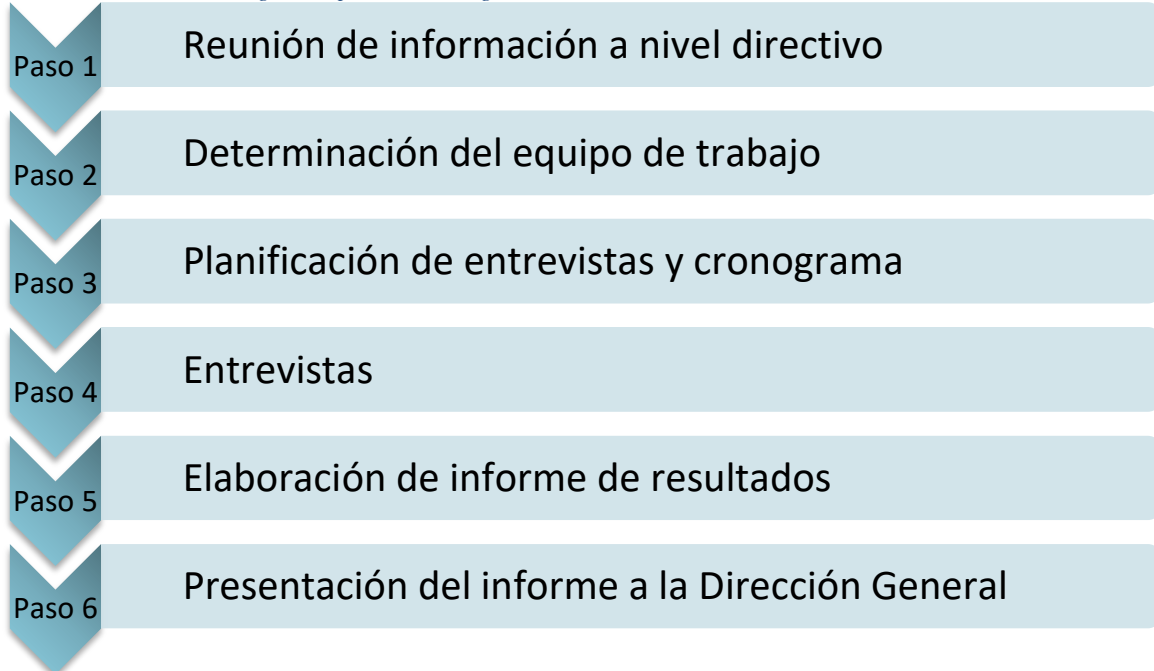 Paso 1
Reunión de información a nivel directivo
Paso 2
Determinación del equipo de trabajo
Paso 3
Planificación de entrevistas y cronograma
Paso 4
Entrevistas
Paso 5
Elaboración de informe de resultados
Paso 6
Presentación del informe a la Dirección General